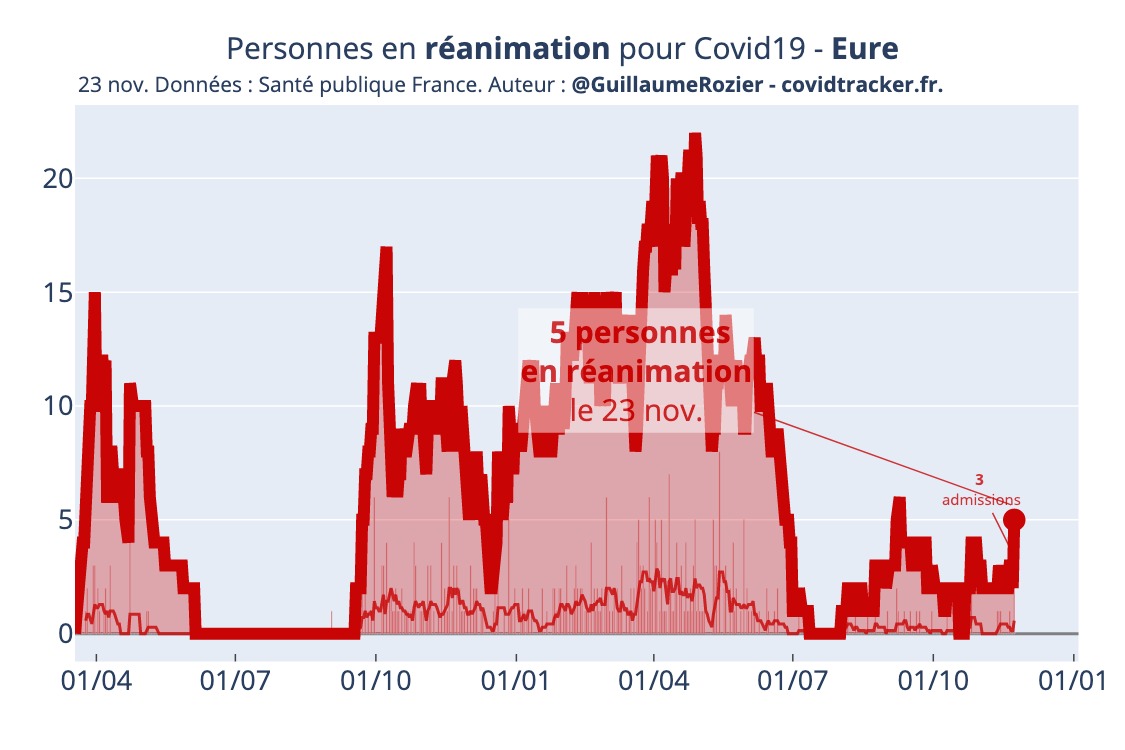 Personnes en réanimation pour Covid19 - Eure
23 nov. Données : Santé publique France. Auteur : @GuillaumeRozier - covidtracker.fr.
20
15
10
5
0
5 personnes
en réanimation
le 23 nov.
3
admissions
01/04
01/07
01/10
01/01
01/04
01/07
01/10
01/01